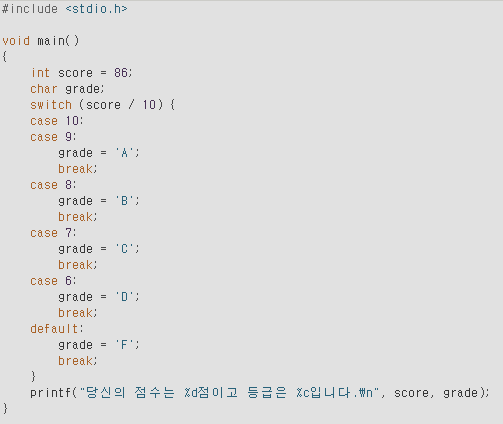 #include <stdio.h>
void main()
{
int score = 86;
char grade;
switch (score / 10) {
case 10:
case 9:
grade = 'A';
break;
case 8:
grade = 'B';
break;
case 7:
grade = 'C';
break;
case 6:
grade = 'D';
break;
default:
grade = 'F';
break;
}
printf("당신의 점수는 %d점이고 등급은 %c입니다.₩n", score, grade);
}